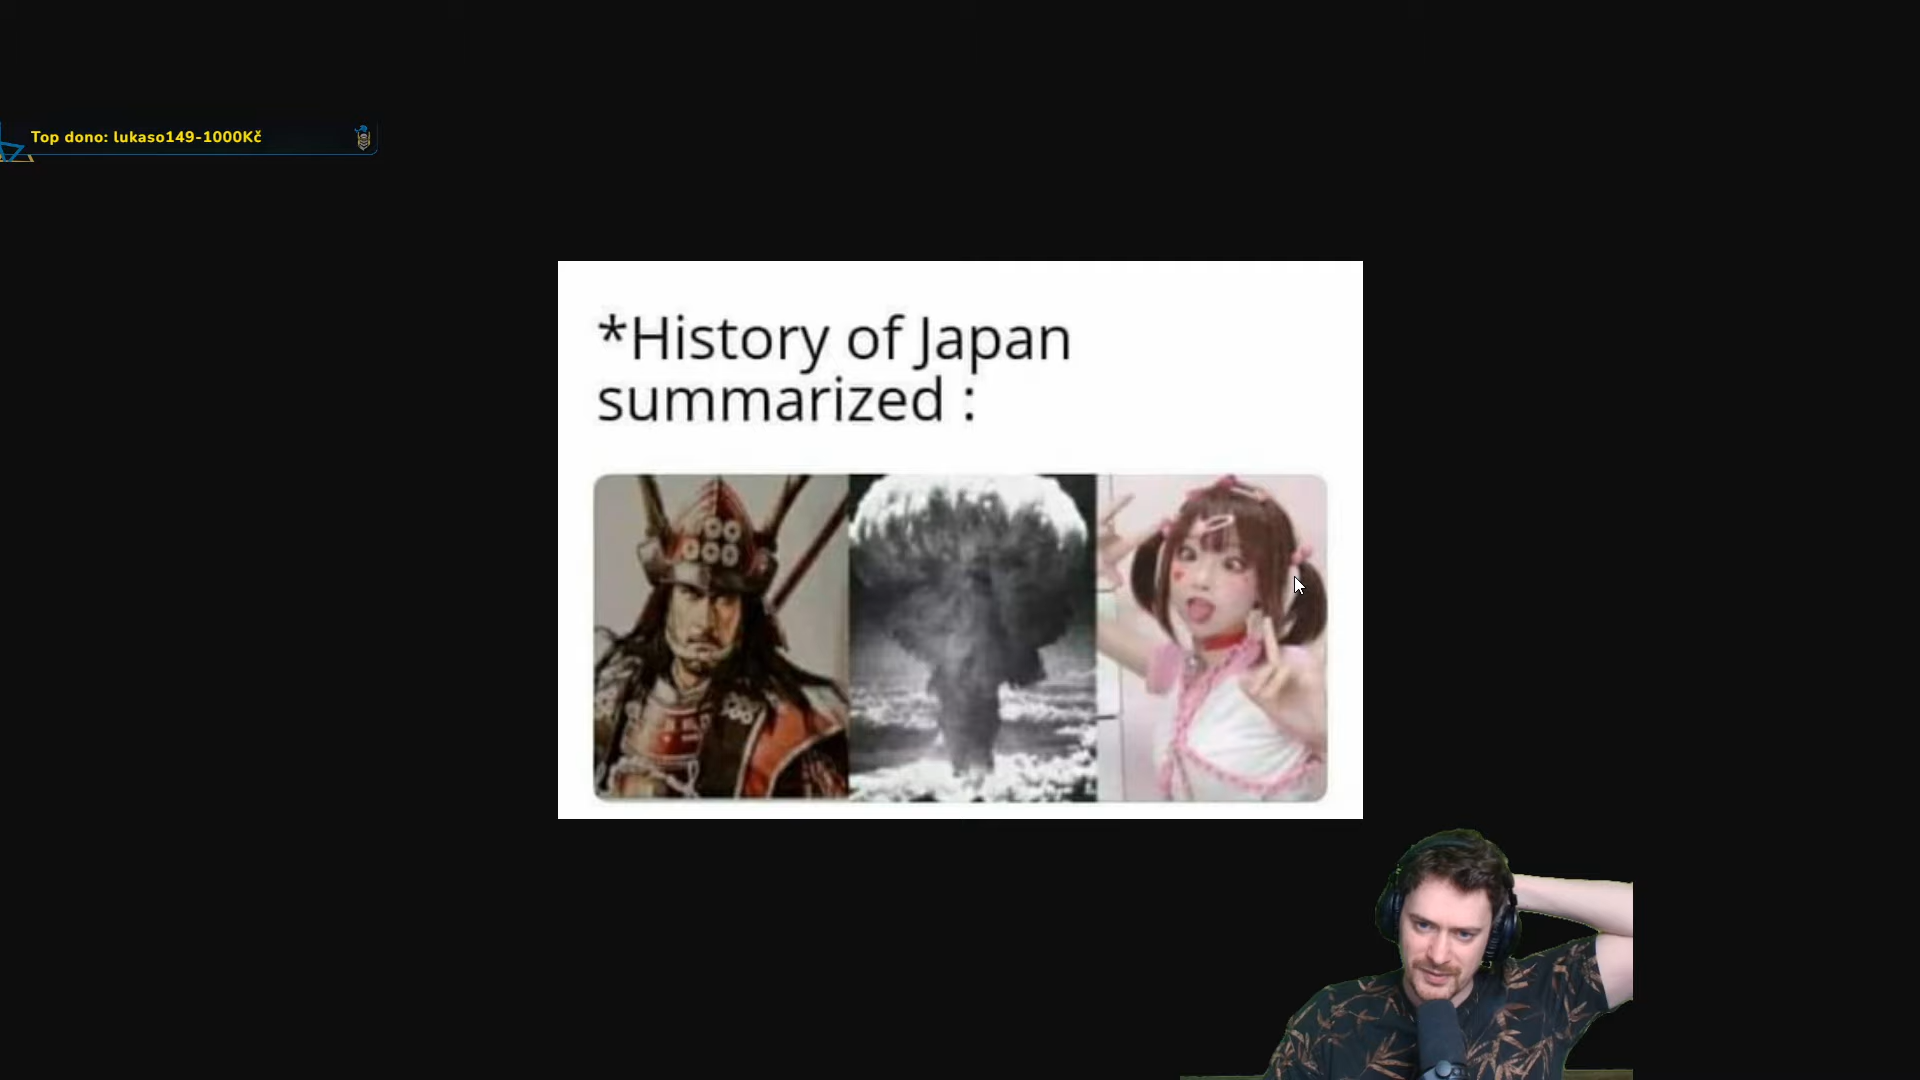 Top dono: lukaso149-1000Kč
*History of Japan
summarized :